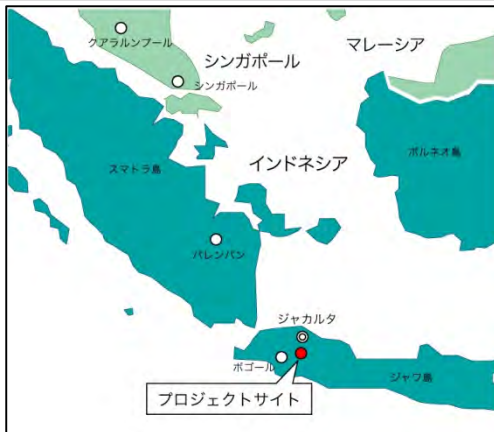 クアラルンプール
シンガポール
マレーシア
シンガポール
インドネシア
スマトラ島
ボルネオ島
パレンバン
ジャカルタ
ボゴール
ジャワ島
プロジェクトサイト